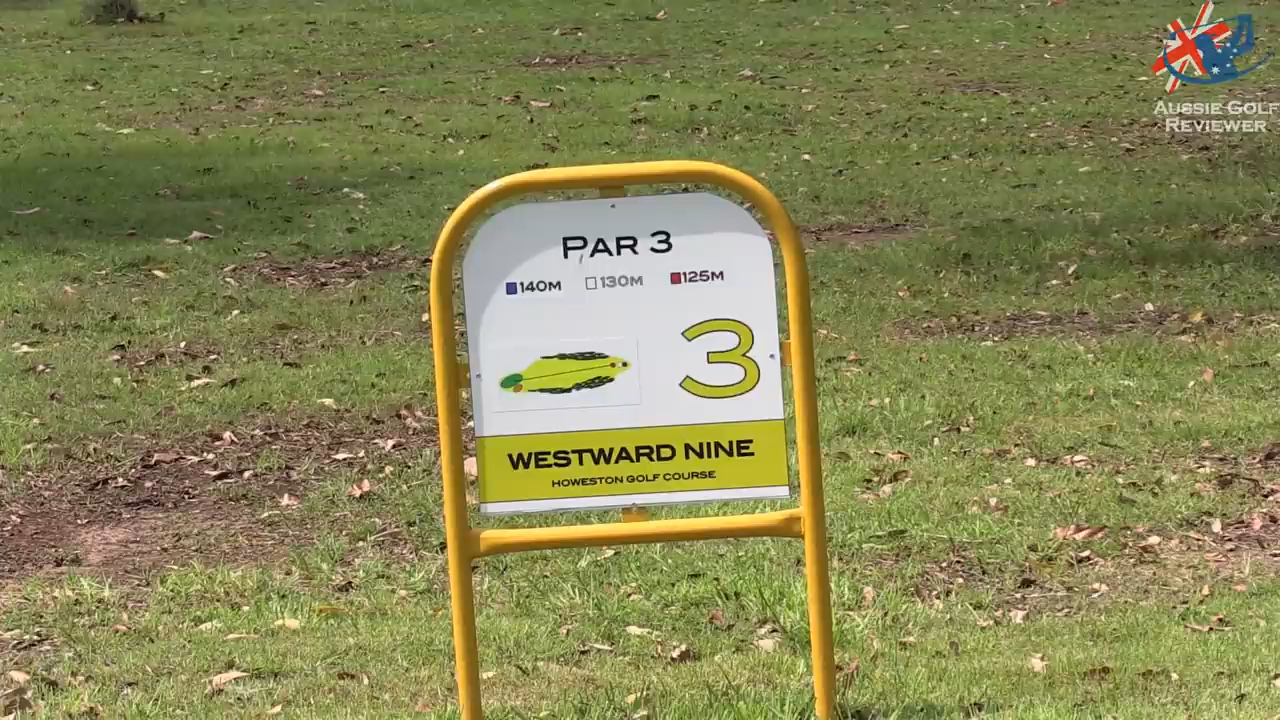 AUSSIE GOLF
REVIEWER
PAR 3
140M 130M 125M
3
WESTWARD NINE
HOWESTON GOLF COURSE